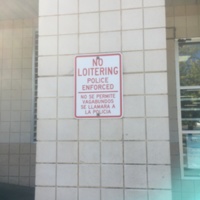 NO
LOITERING
POLICE
ENFORCED
NO SE PERMITE
VAGABUNDOS
SE LLAMARA A
LA POLICIA